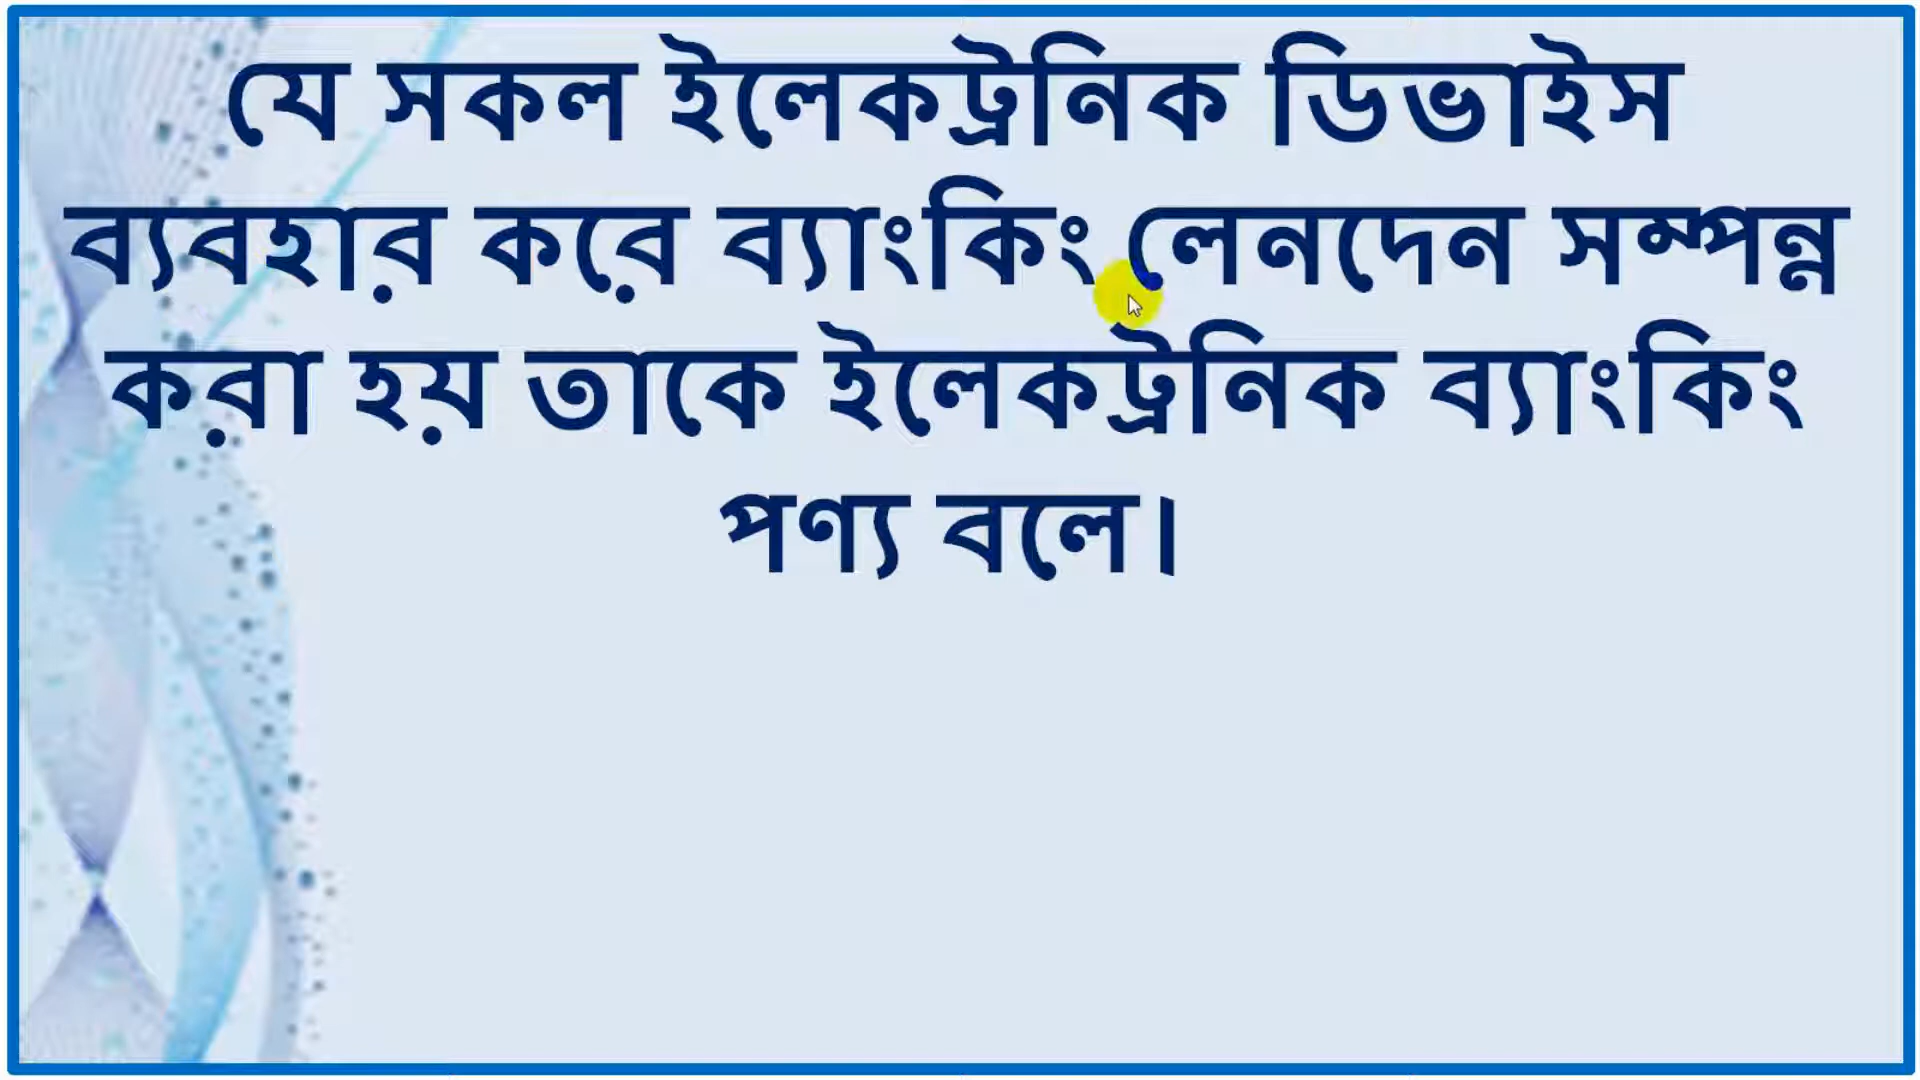 যে সকল ইলেকট্রনিক ডিভাইস
ব্যবহার করে ব্যাংকিং লেনদেন সম্পন্ন
করা হয় তাকে ইলেকট্রনিক ব্যাংকিং
পণ্য বলে।